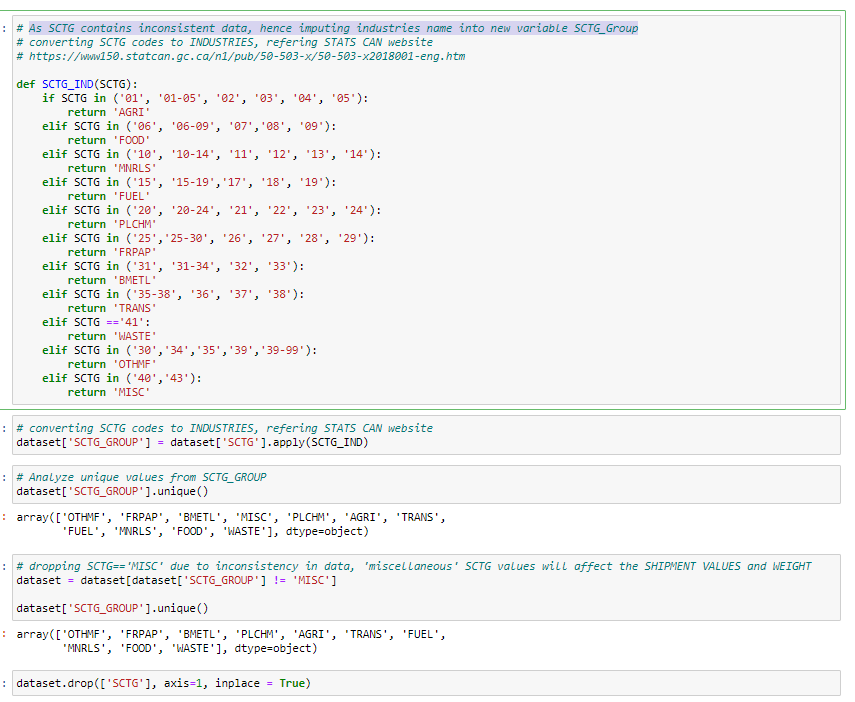 # As SCTG contains inconsistent data, hence imputing industries name into new variable SCTG_Group
# converting SCTG codes to INDUSTRIES, refering STATS CAN website
# https://www150.statcan.gc.ca/n1/pub/50-503-x/50-503-x2018001-eng.htm
def SCTG_IND(SCTG):
    if SCTG in ('01', '01-05', '02', '03', '04', '05'):
        return 'AGRI'
    elif SCTG in ('06', '06-09', '07','08', '09'):
        return 'FOOD'
    elif SCTG in ('10', '10-14', '11', '12', '13', '14'):
        return 'MNRLS'
    elif SCTG in ('15', '15-19','17', '18', '19'):
        return 'FUEL'
    elif SCTG in ('20', '20-24', '21', '22', '23', '24'):
        return 'PLCHM'
    elif SCTG in ('25','25-30', '26', '27', '28', '29'):
        return 'FRPAP'
    elif SCTG in ('31', '31-34', '32', '33'):
        return 'BMETL'
    elif SCTG in ('35-38', '36', '37', '38'):
        return 'TRANS'
    elif SCTG =='41':
        return 'WASTE'
    elif SCTG in ('30','34','35','39','39-99'):
        return 'OTHMF'
    elif SCTG in ('40','43'):
        return 'MISC'
# converting SCTG codes to INDUSTRIES, refering STATS CAN website
dataset['SCTG_GROUP'] = dataset['SCTG'].apply(SCTG_IND)
# Analyze unique values from SCTG_GROUP
dataset['SCTG_GROUP'].unique()
array(['OTHMF', 'FRPAP', 'BMETL', 'MISC', 'PLCHM', 'AGRI', 'TRANS',
       'FUEL', 'MNRLS', 'FOOD', 'WASTE'], dtype=object)
# dropping SCTG=='MISC' due to inconsistency in data, 'miscellaneous' SCTG values will affect the SHIPMENT VALUES and WEIGHT
dataset = dataset[dataset['SCTG_GROUP'] != 'MISC']
dataset['SCTG_GROUP'].unique()
array(['OTHMF', 'FRPAP', 'BMETL', 'PLCHM', 'AGRI', 'TRANS', 'FUEL',
       'MNRLS', 'FOOD', 'WASTE'], dtype=object)
dataset.drop(['SCTG'], axis=1, inplace = True)